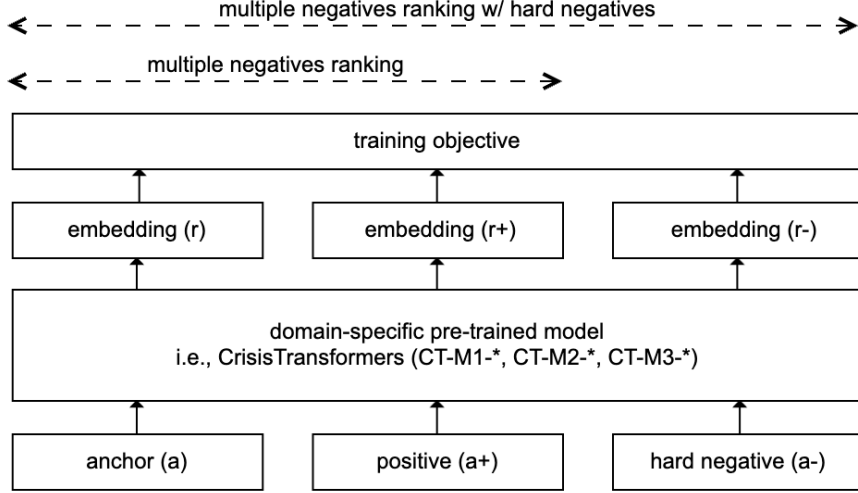 multiple negatives ranking w/ hard negatives
multiple negatives ranking
training objective
embedding (r)
embedding (r+)
embedding (r-)
domain-specific pre-trained model
i.e., CrisisTransformers (CT-M1-*, CT-M2-*, CT-M3-*)
anchor (a)
positive (a+)
hard negative (a-)